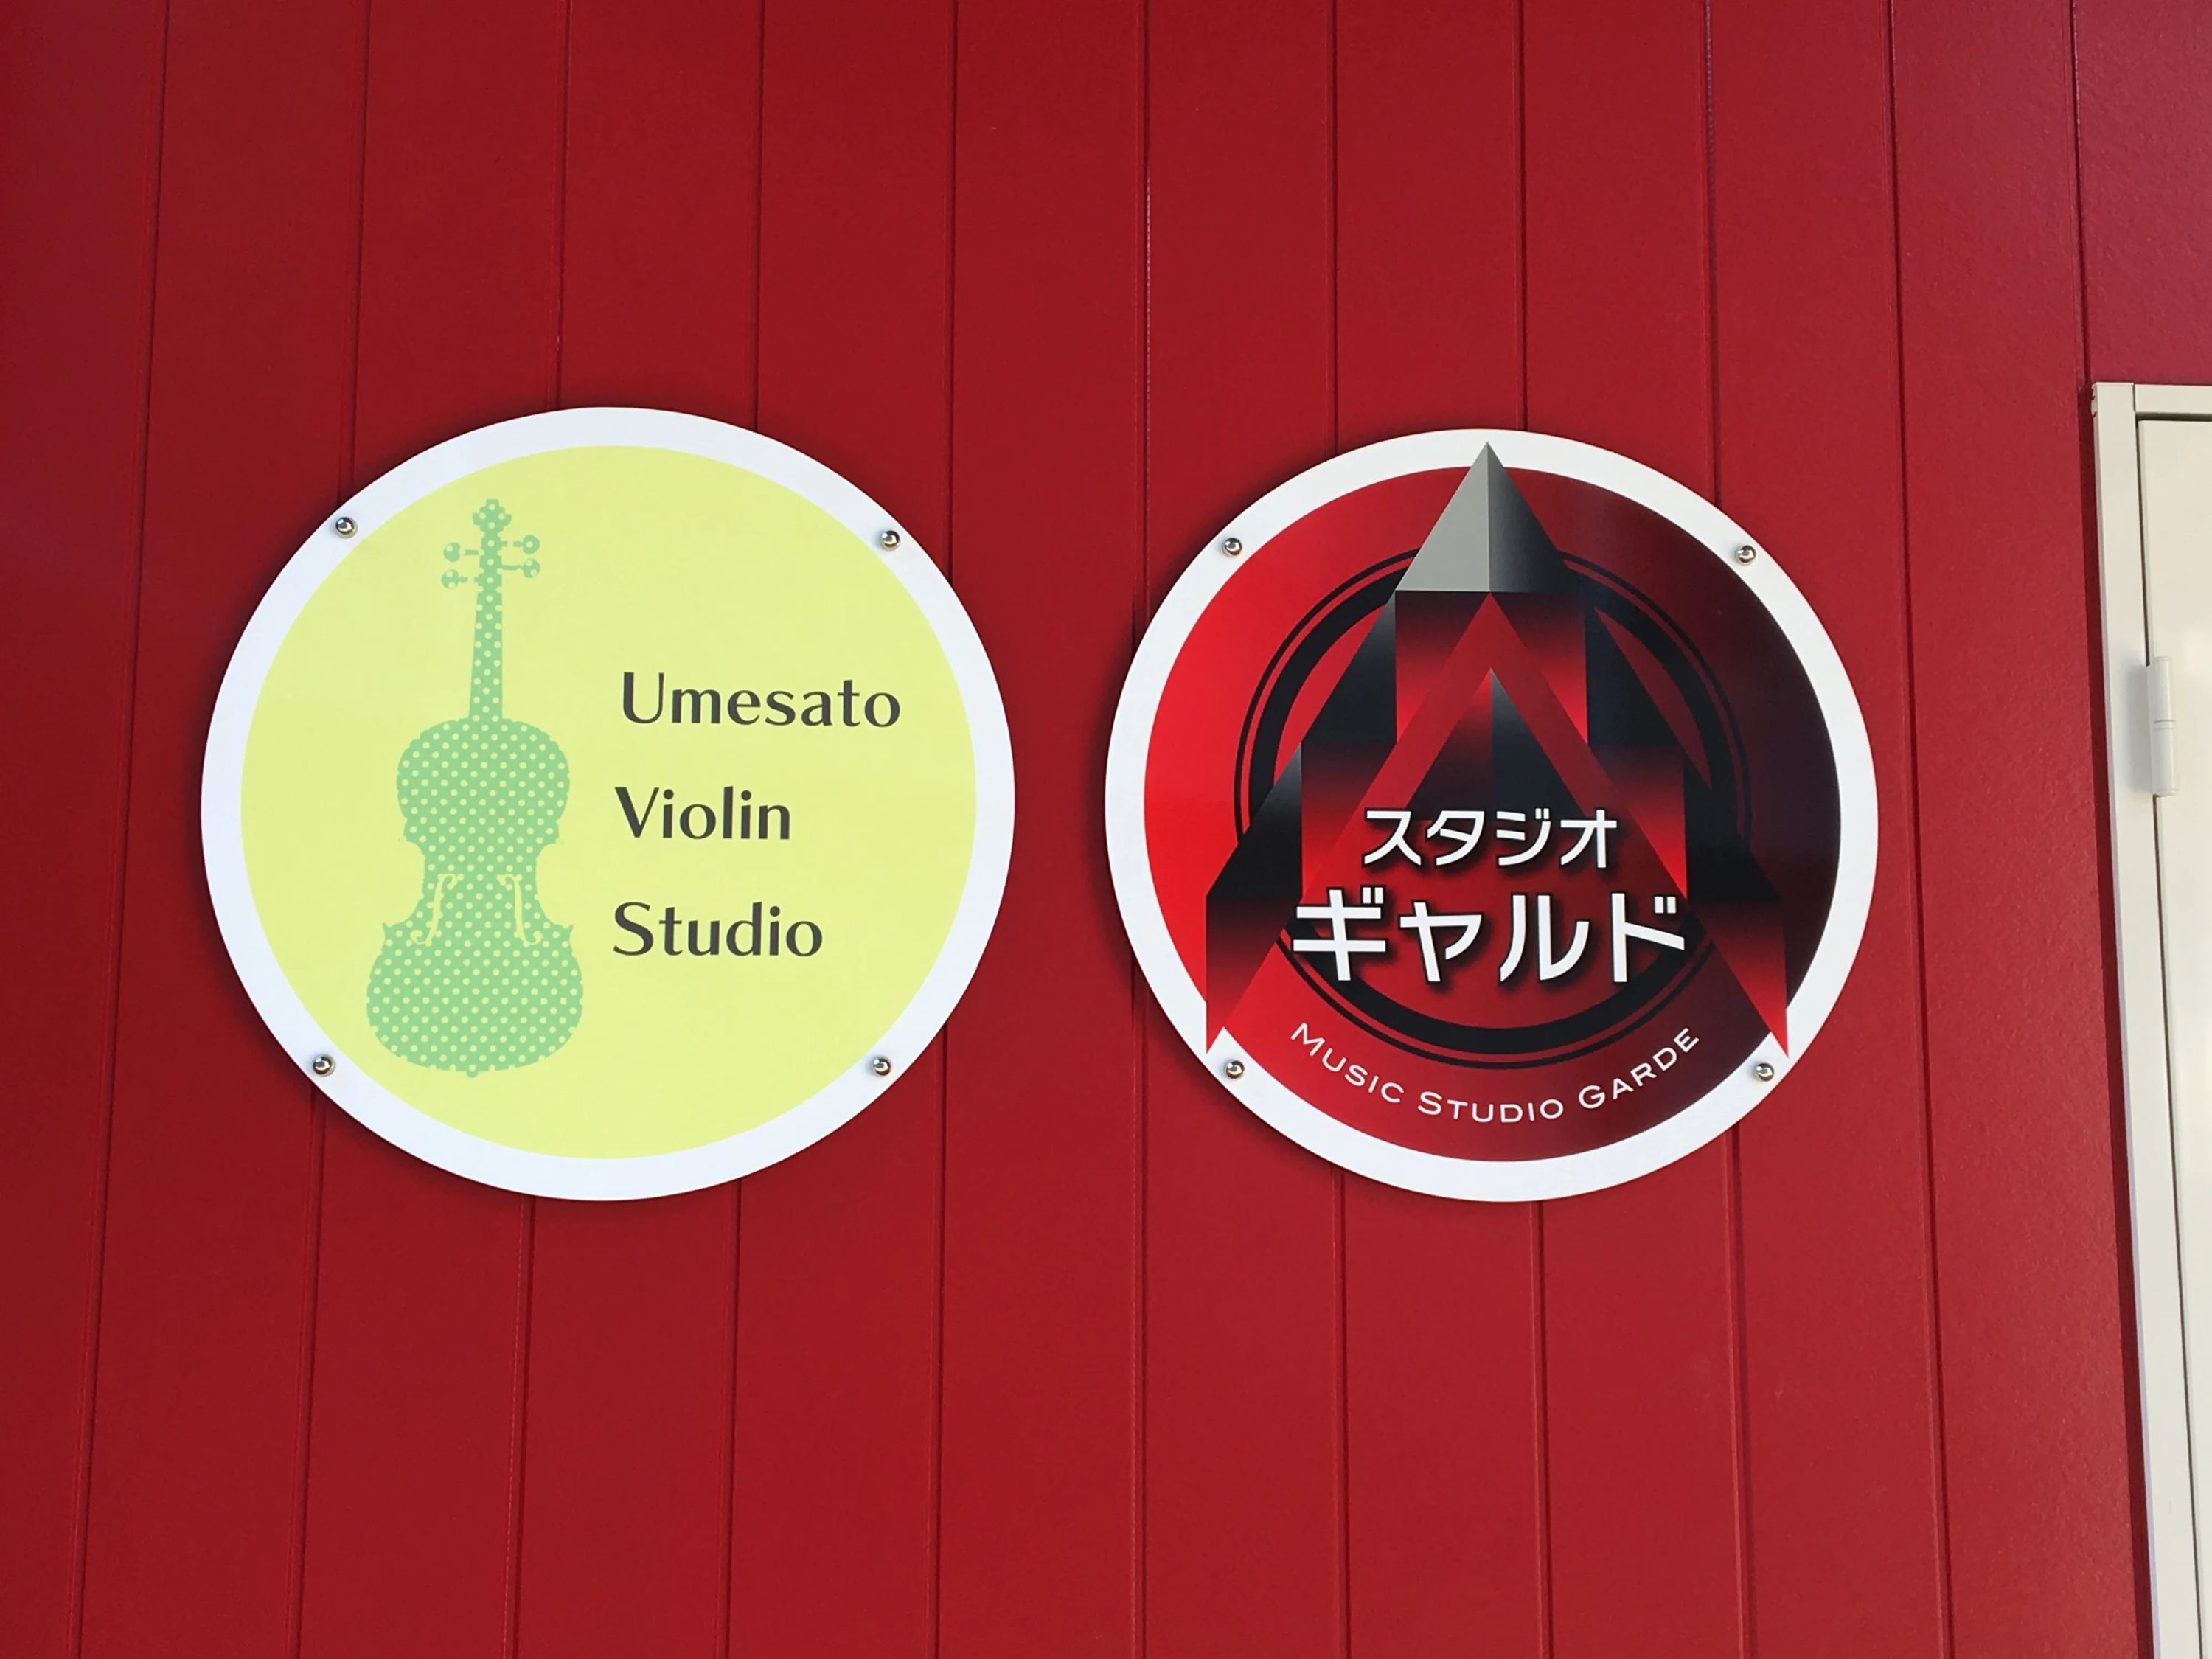 Umesato
Violin
Studio
スタジオ
ギャルド
MUSIC STUDIO GARDE